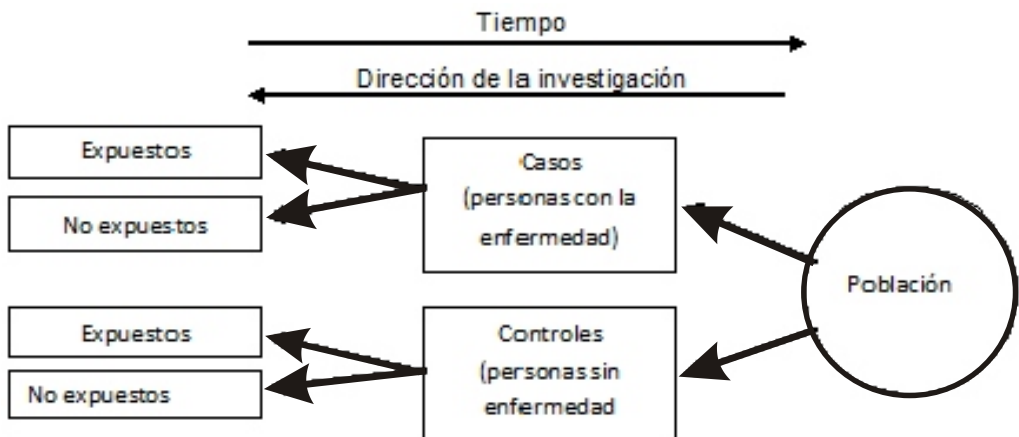 Tiempo
Dirección de la investigación
Expuestos
No expuestos
Casos
(personas con la
enfermedad)
Población
Expuestos
No expuestos
Controles
(personas sin
enfermedad